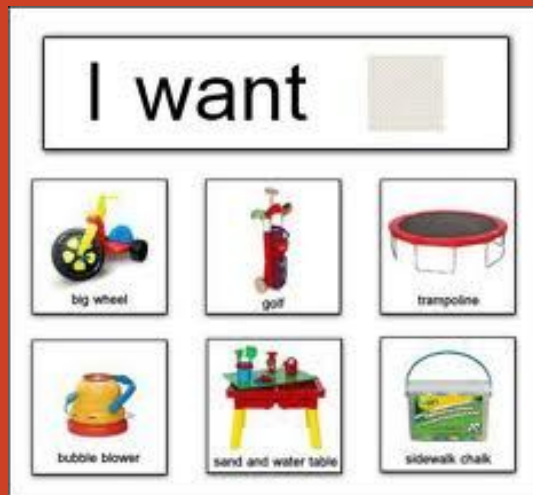 I want
big wheel
golf
trampoline
bubble blower
sand and water table
sidewalk chalk